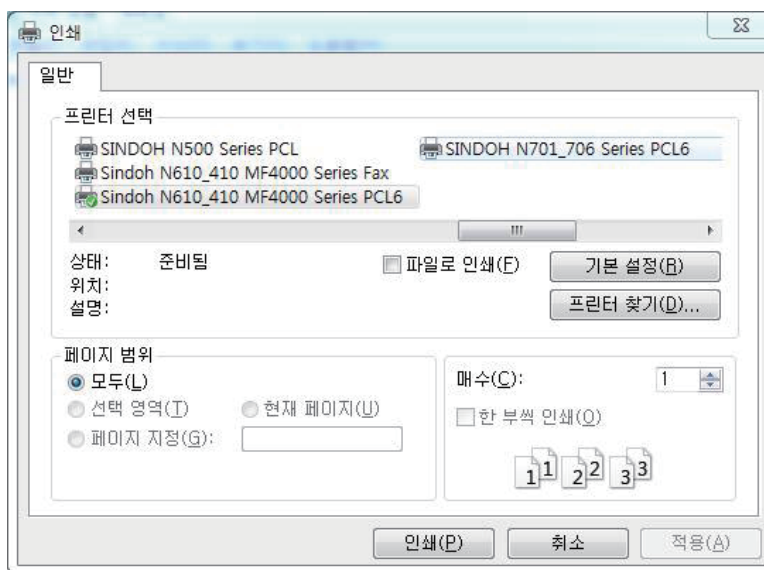 인쇄
일반
프린터 선택
SINDOH N500 Series PCL
SINDOH N701_706 Series PCL6
Sindoh N610_410 MF4000 Series Fax
Sindoh N610_410 MF4000 Series PCL6
상태: 준비됨
파일로 인쇄(F)
기본 설정(R)
위치:
설명:
프린터 찾기(D)...
페이지 범위
모두(L)
선택 영역(T)
현재 페이지(U)
페이지 지정(G):
매수(C): 1
한 부씩 인쇄(O)
1 1 2 2 3 3
인쇄(P)
취소
적용(A)